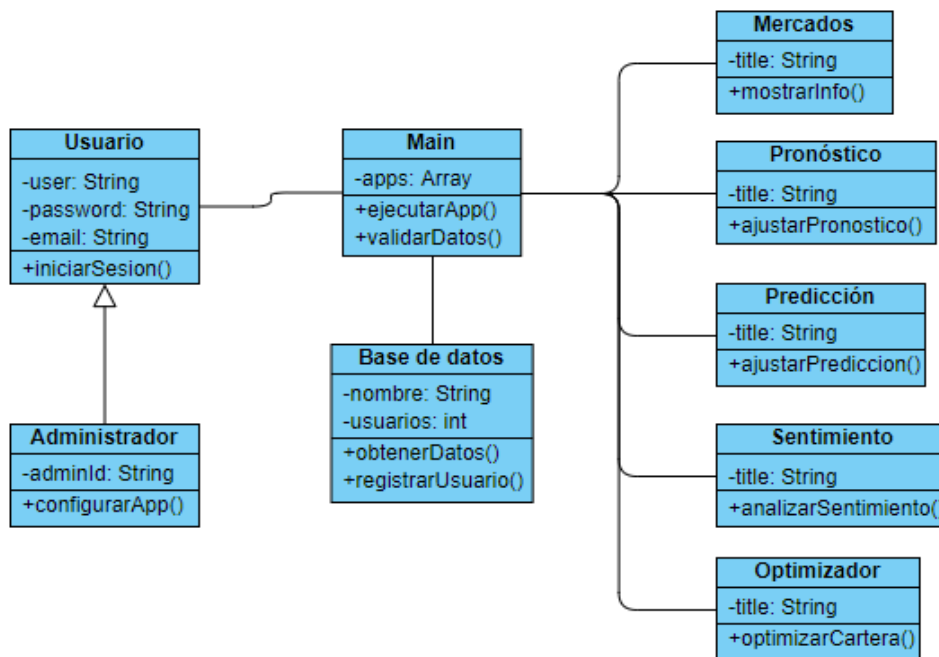 Usuario
-user: String
-password: String
-email: String
+iniciarSesion()
Administrador
-adminId: String
+configurarApp()
Main
-apps: Array
+ejecutarApp()
+validarDatos()
Base de datos
-nombre: String
-usuarios: int
+obtenerDatos()
+registrarUsuario()
Mercados
-title: String
+mostrarInfo()
Pronóstico
-title: String
+ajustarPronostico()
Predicción
-title: String
+ajustarPrediccion()
Sentimiento
-title: String
+analizarSentimiento()
Optimizador
-title: String
+optimizarCartera()